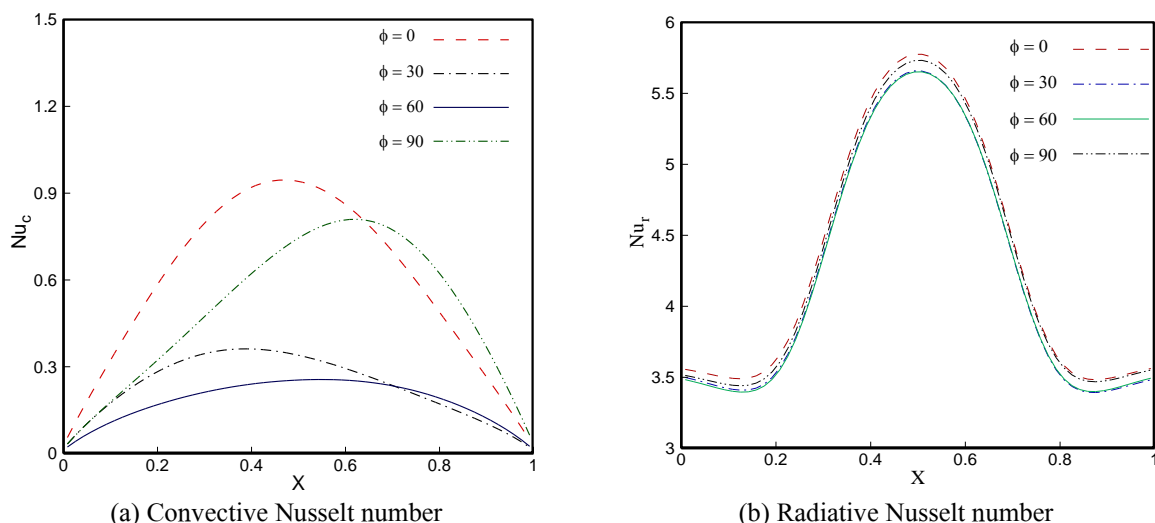 1.5
1.2
0.9
0.6
0.3
0
Nu_c
ϕ = 0
ϕ = 30
ϕ = 60
ϕ = 90
0
0.2
0.4
0.6
0.8
1
X
(a) Convective Nusselt number
6
5.5
5
4.5
4
3.5
3
Nu_r
ϕ = 0
ϕ = 30
ϕ = 60
ϕ = 90
0
0.2
0.4
0.6
0.8
1
X
(b) Radiative Nusselt number